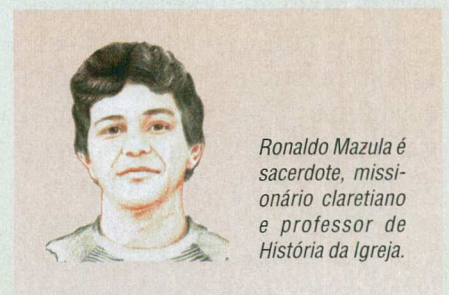 Ronaldo Mazula é
sacerdote, missi-
onário claretiano
e professor de
História da Igreja.